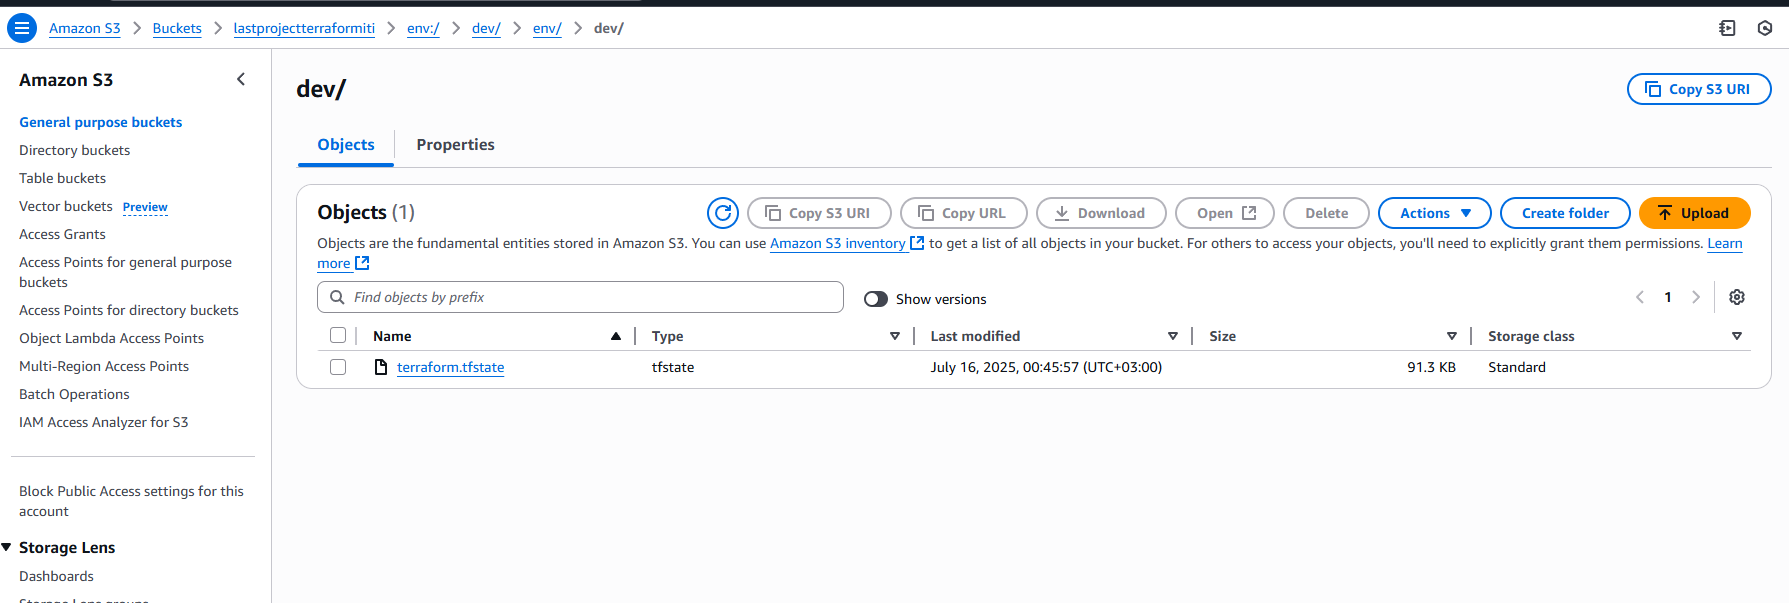 Amazon S3 > Buckets > lastprojectterraformiti > env:/ > dev/ > env/ > dev/
Amazon S3
General purpose buckets
Directory buckets
Table buckets
Vector buckets Preview
Access Grants
Access Points for general purpose
buckets
Access Points for directory buckets
Object Lambda Access Points
Multi-Region Access Points
Batch Operations
IAM Access Analyzer for S3
Block Public Access settings for this
account
Storage Lens
Dashboards
Storage Lens groups
dev/
Copy S3 URI
Objects Properties
Objects (1)
Copy S3 URI Copy URL Download Open Delete Actions Create folder Upload
Objects are the fundamental entities stored in Amazon S3. You can use Amazon S3 inventory to get a list of all objects in your bucket. For others to access your objects, you'll need to explicitly grant them permissions. Learn
more
Find objects by prefix
Show versions
1
Name Type Last modified Size Storage class
terraform.tfstate tfstate July 16, 2025, 00:45:57 (UTC+03:00) 91.3 KB Standard